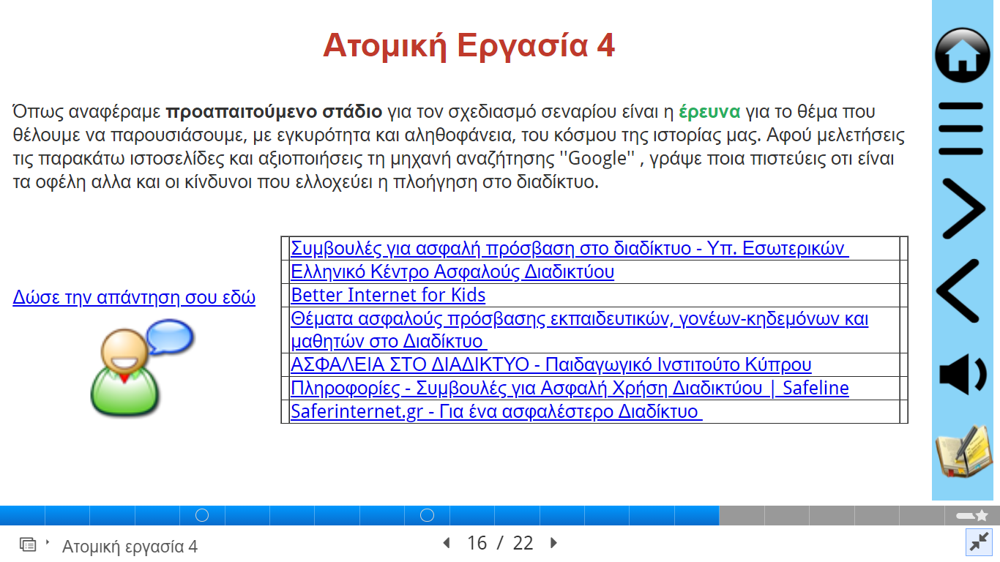 Ατομική Εργασία 4
Όπως αναφέραμε προαπαιτούμενο στάδιο για τον σχεδιασμό σεναρίου είναι η έρευνα για το θέμα που
θέλουμε να παρουσιάσουμε, με εγκυρότητα και αληθοφάνεια, του κόσμου της ιστορίας μας. Αφού μελετήσεις
τις παρακάτω ιστοσελίδες και αξιοποιήσεις τη μηχανή αναζήτησης ''Google'' , γράψε ποια πιστεύεις οτι είναι
τα οφέλη αλλα και οι κίνδυνοι που ελλοχεύει η πλοήγηση στο διαδίκτυο.
Δώσε την απάντηση σου εδώ
Συμβουλές για ασφαλή πρόσβαση στο διαδίκτυο - Υπ. Εσωτερικών
Ελληνικό Κέντρο Ασφαλούς Διαδικτύου
Better Internet for Kids
Θέματα ασφαλούς πρόσβασης εκπαιδευτικών, γονέων-κηδεμόνων και
μαθητών στο Διαδίκτυο
ΑΣΦΑΛΕΙΑ ΣΤΟ ΔΙΑΔΙΚΤΥΟ - Παιδαγωγικό Ινστιτούτο Κύπρου
Πληροφορίες - Συμβουλές για Ασφαλή Χρήση Διαδικτύου | Safeline
Saferinternet.gr - Για ένα ασφαλέστερο Διαδίκτυο
Ατομική εργασία 4
16 / 22